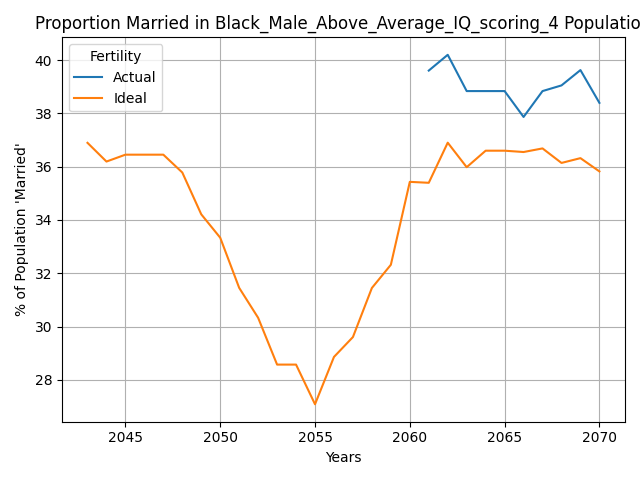 Proportion Married in Black_Male_Above_Average_IQ_scoring_4 Populatio
Fertility
Actual
Ideal
40
38
36
34
32
30
28
% of Population 'Married'
2045 2050 2055 2060 2065 2070
Years